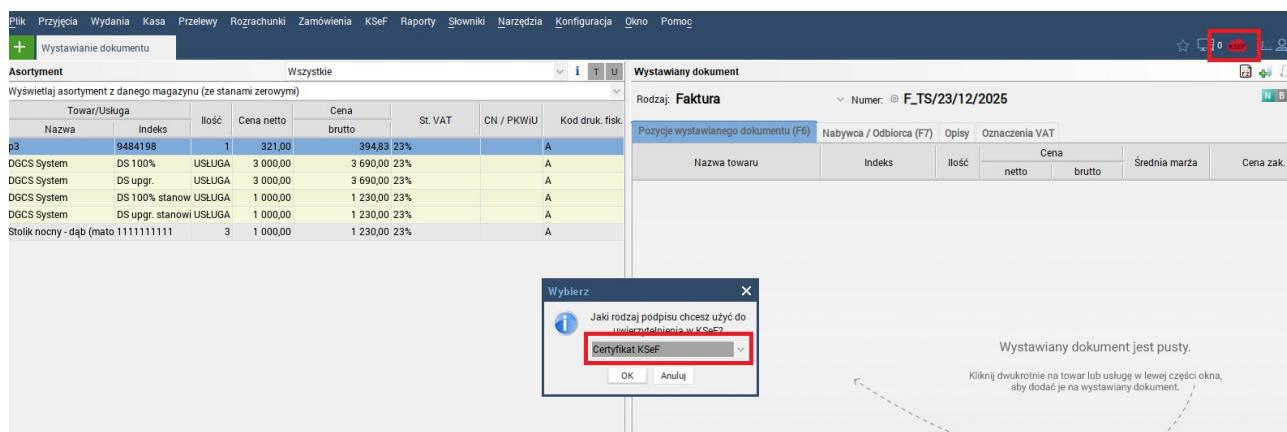 Plik Przyjęcia Wydania Kasa Przelewy Rozrachunki Zamówienia KSeF Raporty Słowniki Narzędzia Konfiguracja Okno Pomoc
+ Wystawianie dokumentu
0 KSEF
Asortyment Wszystkie i T U
Wyświetlaj asortyment z danego magazynu (ze stanami zerowymi)
Towar/Usługa Ilość Cena netto Cena St. VAT CN / PKWiU Kod druk. fisk.
Nazwa Indeks brutto
p3 9484198 1 321,00 394,83 23% A
DGCS System DS 100% USŁUGA 3 000,00 3 690,00 23% A
DGCS System DS upgr. USŁUGA 3 000,00 3 690,00 23% A
DGCS System DS 100% stanow USŁUGA 1 000,00 1 230,00 23% A
DGCS System DS upgr. stanowi USŁUGA 1 000,00 1 230,00 23% A
Stolik nocny - dąb (mato 1111111111 3 1 000,00 1 230,00 23% A
Wystawiany dokument
N B
Rodzaj: Faktura Numer: F_TS/23/12/2025
Pozycje wystawianego dokumentu (F6) Nabywca / Odbiorca (F7) Opisy Oznaczenia VAT
Nazwa towaru Indeks Ilość Cena Średnia marża Cena zak.
netto brutto
Wybierz
Jaki rodzaj podpisu chcesz użyć do
uwierzytelnienia w KSeF?
Certyfikat KSeF
OK Anuluj
Wystawiany dokument jest pusty.
Kliknij dwukrotnie na towar lub usługę w lewej części okna,
aby dodać je na wystawiany dokument.